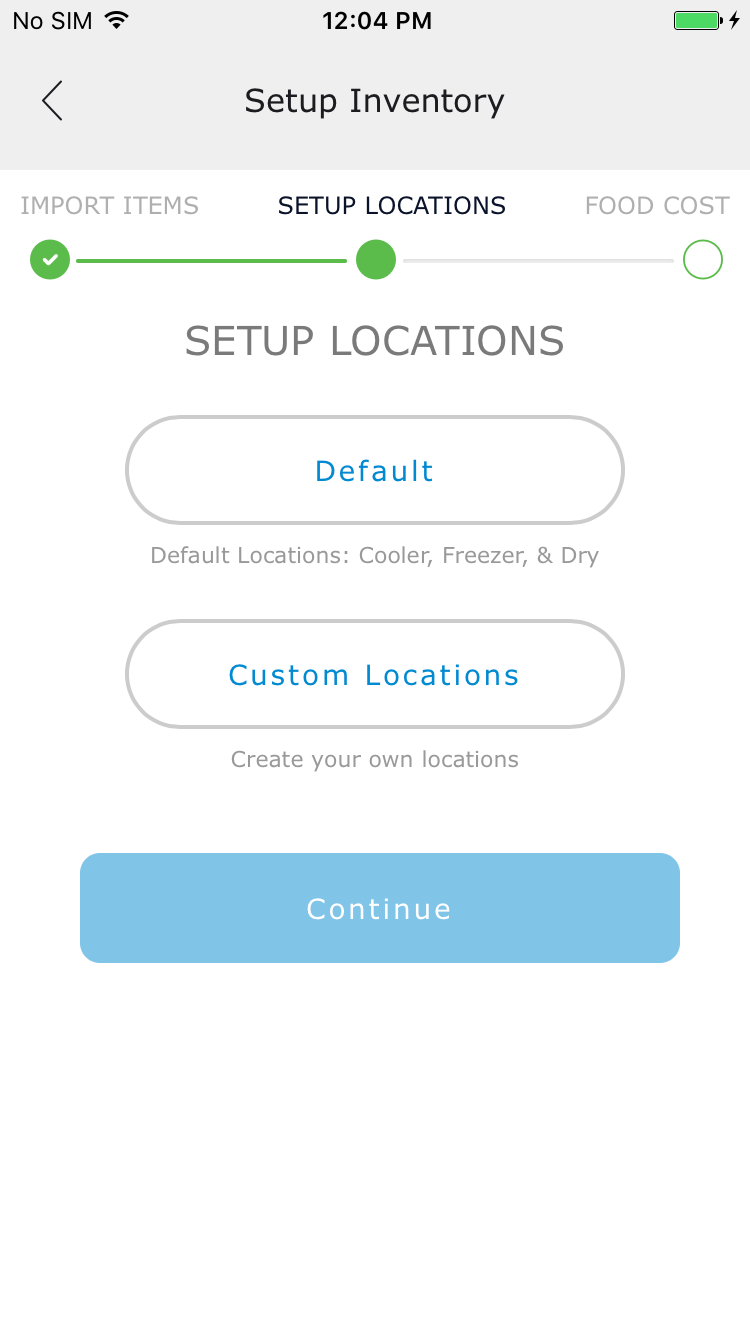 No SIM 12:04 PM
Setup Inventory
IMPORT ITEMS SETUP LOCATIONS FOOD COST
SETUP LOCATIONS
Default
Default Locations: Cooler, Freezer, & Dry
Custom Locations
Create your own locations
Continue